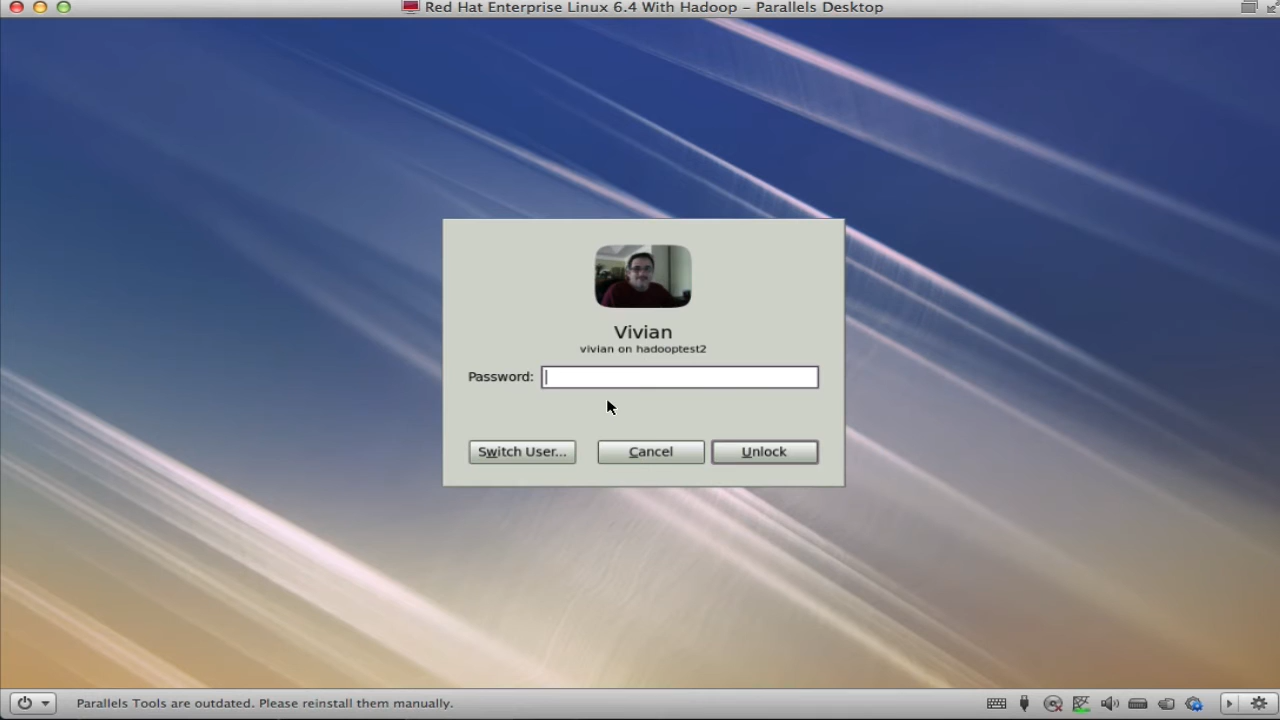 Red Hat Enterprise Linux 6.4 With Hadoop – Parallels Desktop
Vivian
vivian on hadooptest2
Password:
Switch User...
Cancel
Unlock
Parallels Tools are outdated. Please reinstall them manually.